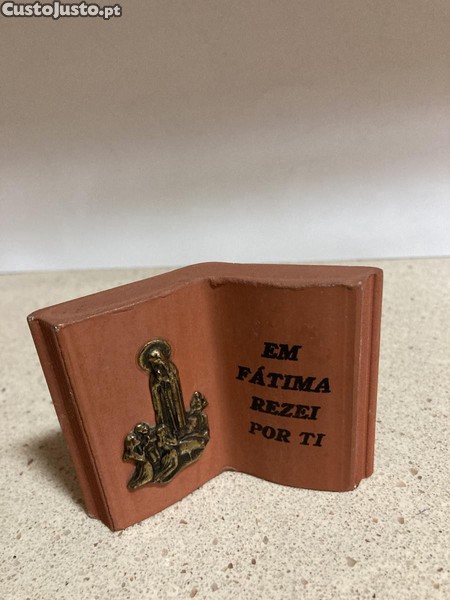 CustoJusto.pt
EM
FÁTIMA
REZEI
POR TI